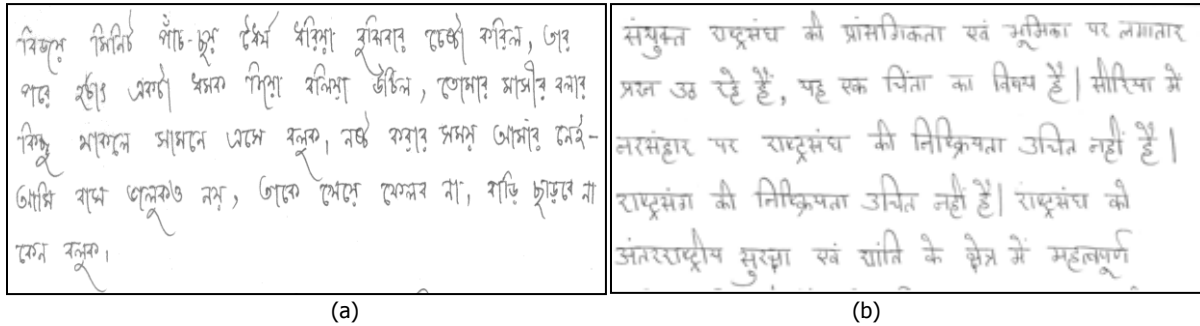 বিজয় মিনিট পাঁচ-ছয় ধৈর্য ধরিয়া বুঝিবার চেষ্টা করিল, তার
পরে হঠাৎ একটা ধমক দিয়া বলিয়া উঠিল, তোমার মাসীর বলার
কিছু থাকলে সামনে এসে বলুক, নষ্ট করার সময় আমার নেই-
আমি বাঘ ভালুকও নয়, তাকে খেয়ে ফেলব না, বাড়ি ছাড়বে না
কেন বলুক।
(a)
संयुक्त राष्ट्रसंघ की प्रांसगिकता एवं भूमिका पर लगातार
प्रश्न उठ रहे हैं, यह एक चिंता का विषय है। सीरिया में
नरसंहार पर राष्ट्रसंघ की निष्क्रियता उचित नहीं है।
राष्ट्रसंग की निष्क्रियता उचित नहीं है। राष्ट्रसंघ को
अंतरराष्ट्रीय सुरक्षा एवं शांति के क्षेत्र में महत्वपूर्ण
(b)